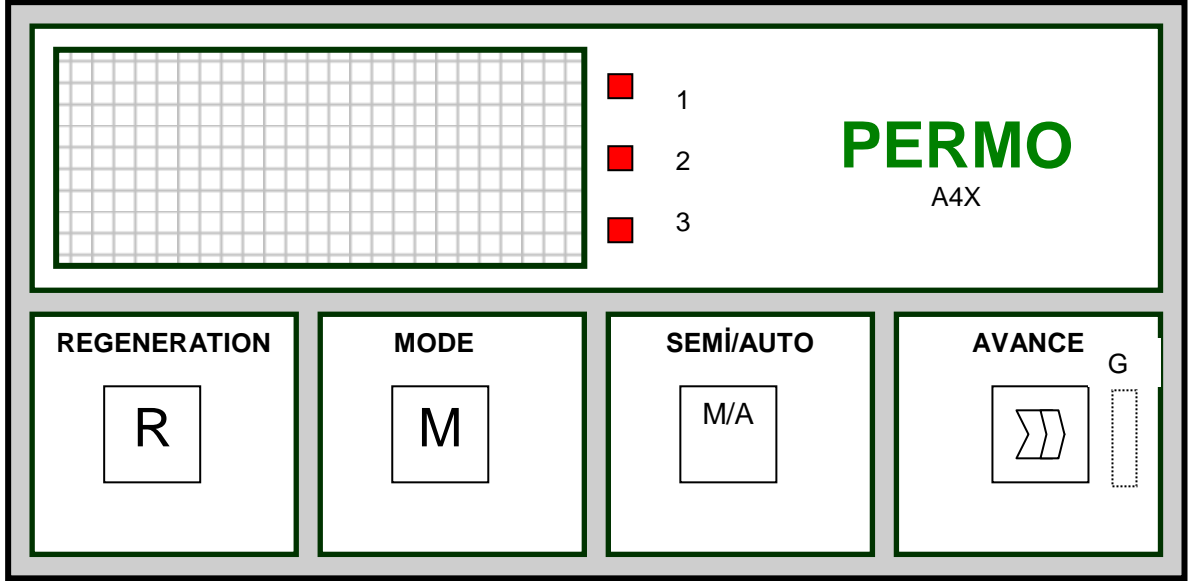 1
2
3
PERMO
A4X
REGENERATION
R
MODE
M
SEMİ/AUTO
M/A
AVANCE
G